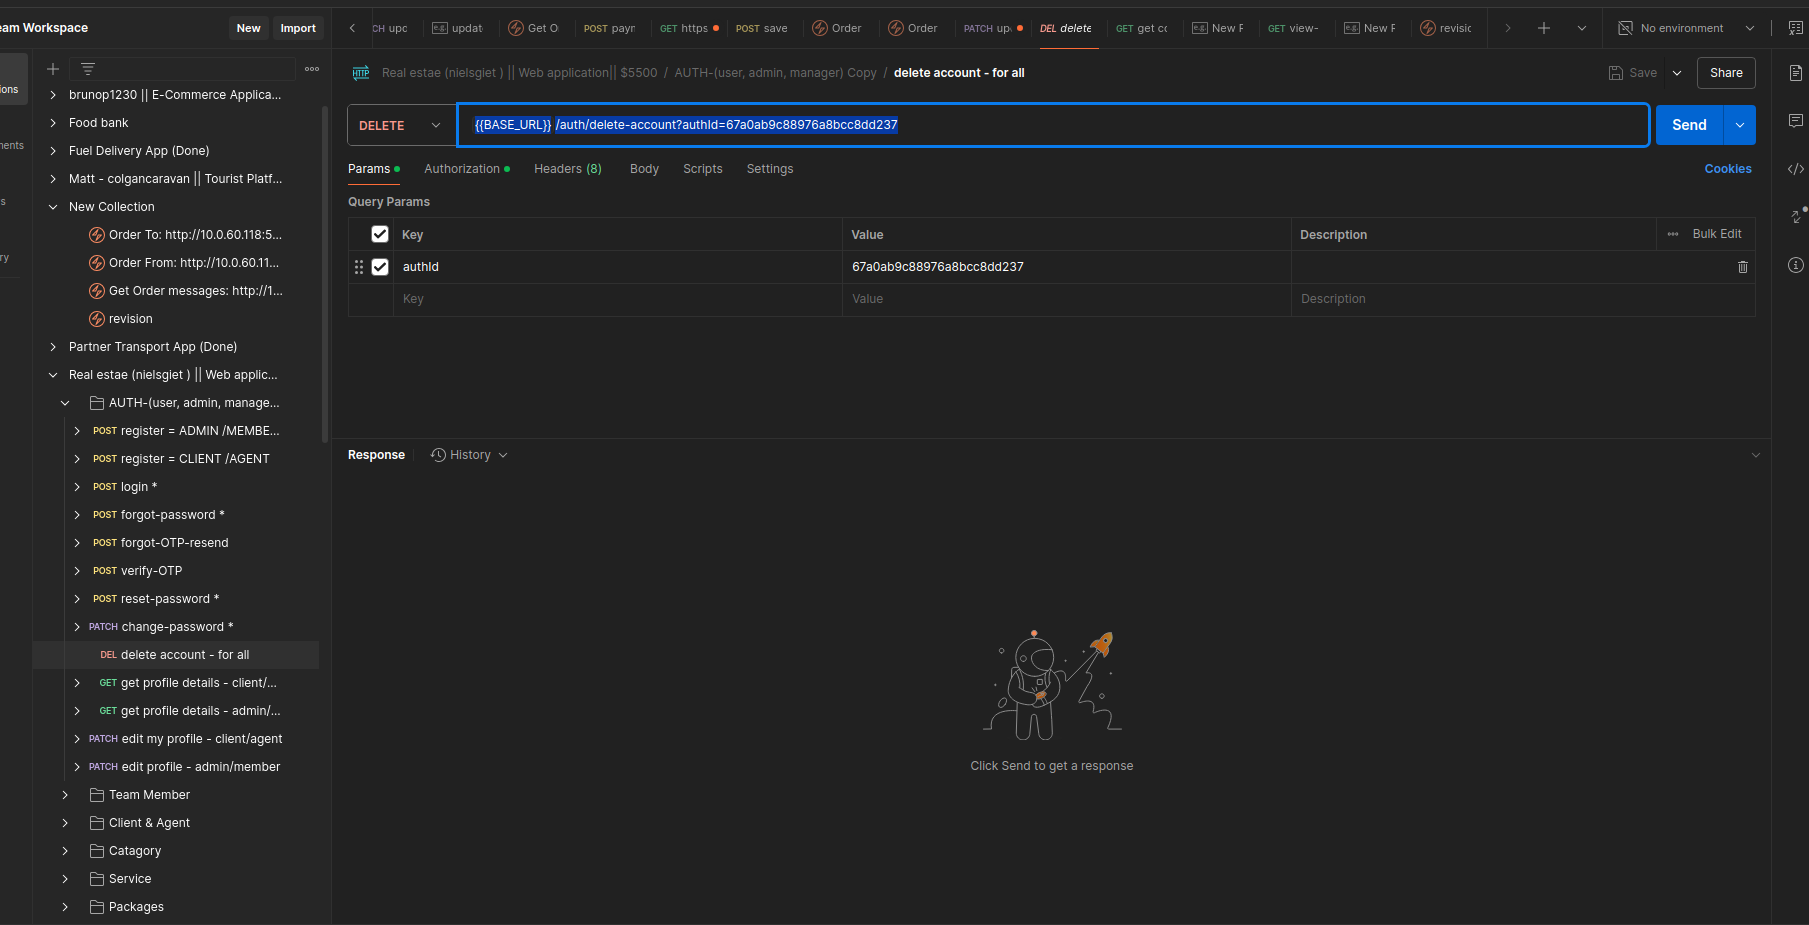 eam Workspace
New
Import
CH upc
e.g. updat
Get O
POST payn
GET https
POST save
Order
Order
PATCH up
DEL delete
GET get cc
e.g. New F
GET view-
e.g. New F
revisic
No environment
ions
nents
s
ry
brunop1230 || E-Commerce Applica...
Food bank
Fuel Delivery App (Done)
Matt - colgancaravan || Tourist Platf...
New Collection
Order To: http://10.0.60.118:5...
Order From: http://10.0.60.11...
Get Order messages: http://1...
revision
Partner Transport App (Done)
Real estae (nielsgiet ) || Web applic...
AUTH-(user, admin, manage...
POST register = ADMIN /MEMBE...
POST register = CLIENT /AGENT
POST login *
POST forgot-password *
POST forgot-OTP-resend
POST verify-OTP
POST reset-password *
PATCH change-password *
DEL delete account - for all
GET get profile details - client/...
GET get profile details - admin/...
PATCH edit my profile - client/agent
PATCH edit profile - admin/member
Team Member
Client & Agent
Catagory
Service
Packages
HTTP Real estae (nielsgiet ) || Web application|| $5500 / AUTH-(user, admin, manager) Copy / delete account - for all
Save
Share
DELETE
{{BASE_URL}} /auth/delete-account?authId=67a0ab9c88976a8bcc8dd237
Send
Params
Authorization
Headers (8)
Body
Scripts
Settings
Cookies
Query Params
Key
Value
Description
Bulk Edit
authId
67a0ab9c88976a8bcc8dd237
Key
Value
Description
Response
History
Click Send to get a response